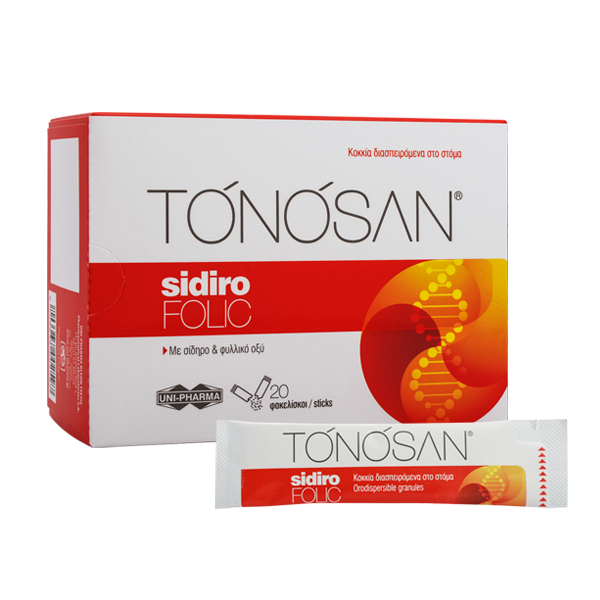 Κοκκία διασπειρόμενα στο στόμα
TÓNÓSAN®
sidiro
FOLIC
Με σίδηρο & φυλλικό οξύ
UNI-PHARMA
20
φακελίσκοι / sticks
TÓNÓSAN®
sidiro
FOLIC
Κοκκία διασπειρόμενα στο στόμα
Orodispersible granules